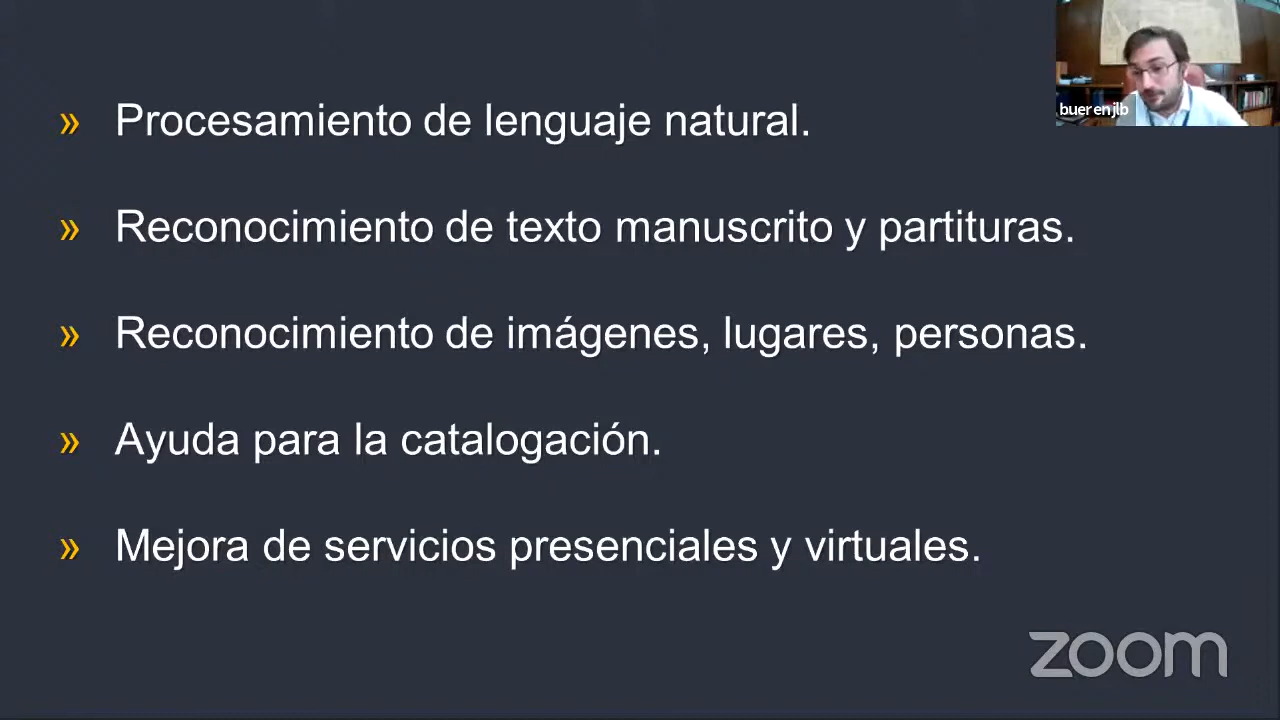 buerenjlb
» Procesamiento de lenguaje natural.
» Reconocimiento de texto manuscrito y partituras.
» Reconocimiento de imágenes, lugares, personas.
» Ayuda para la catalogación.
» Mejora de servicios presenciales y virtuales.
zoom